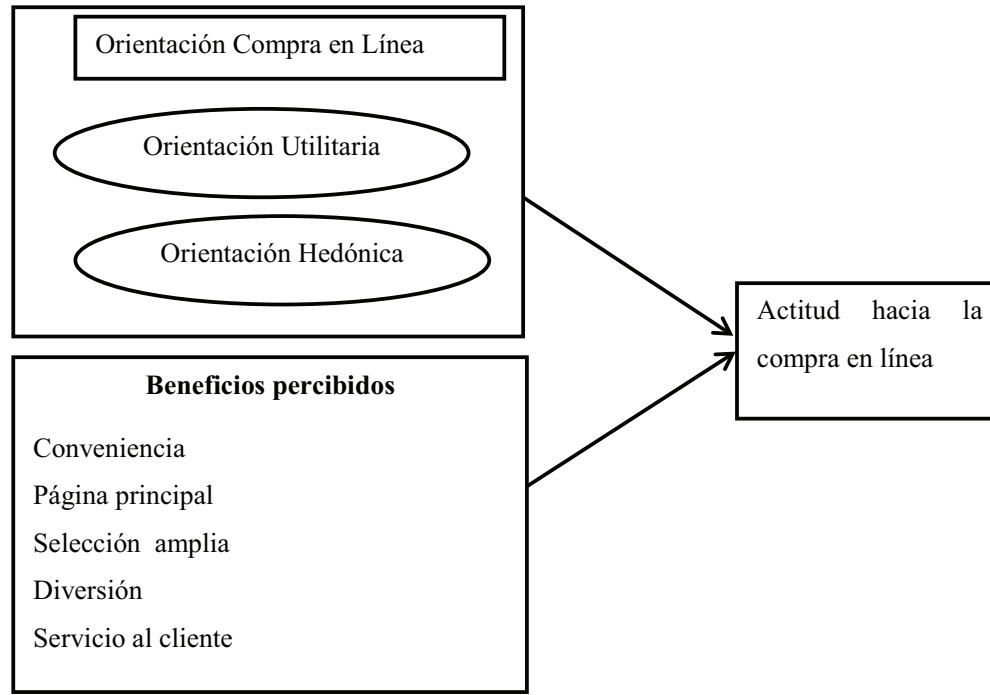 Orientación Compra en Línea
Orientación Utilitaria
Orientación Hedónica
Beneficios percibidos
Conveniencia
Página principal
Selección amplia
Diversión
Servicio al cliente
Actitud hacia la
compra en línea